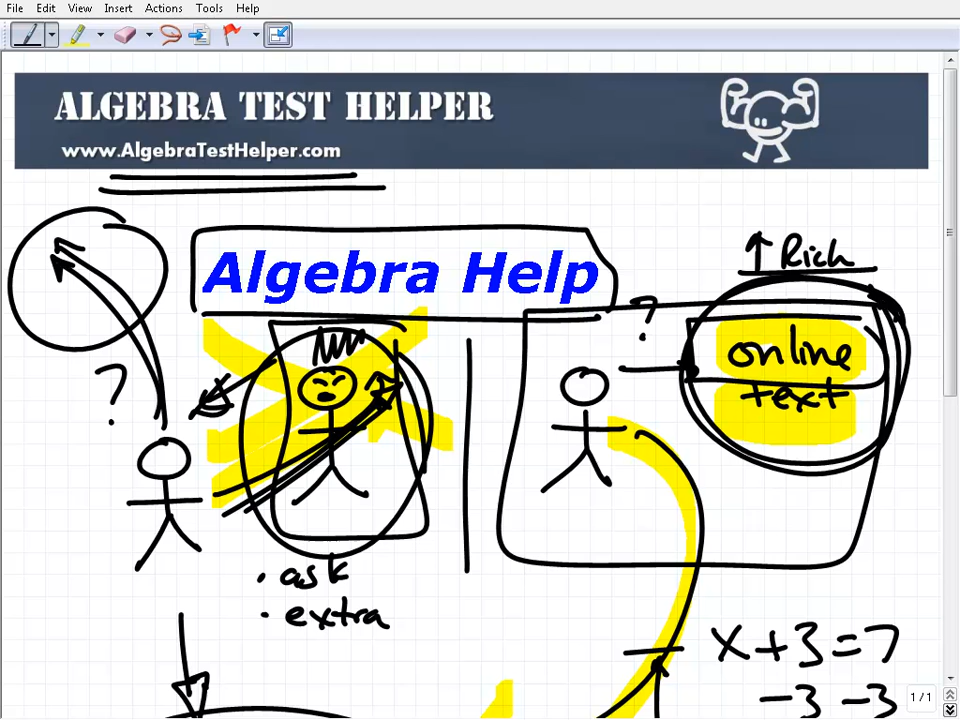 File Edit View Insert Actions Tools Help
ALGEBRA TEST HELPER
www.AlgebraTestHelper.com
Algebra Help
↑ Rich
?
online
text
?
• ask
• extra
x+3=7
-3 -3
1/1